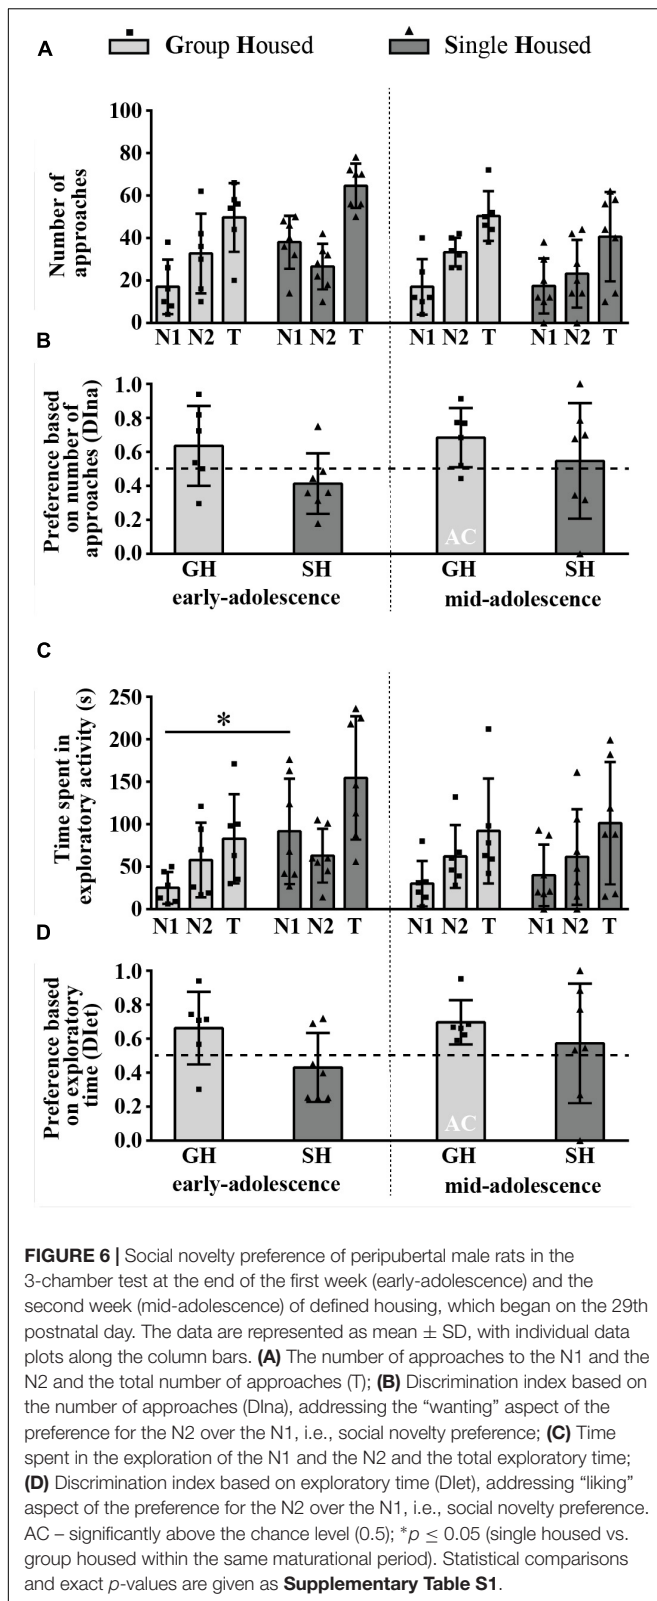 A
Group Housed
Single Housed
Number of
approaches
100
80
60
40
20
0
N1 N2 T N1 N2 T N1 N2 T N1 N2 T
B
Preference based
on number of
approaches (DIna)
1.0
0.8
0.6
0.4
0.2
0.0
AC
GH SH GH SH
early-adolescence mid-adolescence
C
Time spent in
exploratory activity (s)
250
200
150
100
50
0
*
N1 N2 T N1 N2 T N1 N2 T N1 N2 T
D
Preference based
on exploratory
time (DIet)
1.0
0.8
0.6
0.4
0.2
0.0
AC
GH SH GH SH
early-adolescence mid-adolescence
FIGURE 6 | Social novelty preference of peripubertal male rats in the
3-chamber test at the end of the first week (early-adolescence) and the
second week (mid-adolescence) of defined housing, which began on the 29th
postnatal day. The data are represented as mean ± SD, with individual data
plots along the column bars. (A) The number of approaches to the N1 and the
N2 and the total number of approaches (T); (B) Discrimination index based on
the number of approaches (DIna), addressing the “wanting” aspect of the
preference for the N2 over the N1, i.e., social novelty preference; (C) Time
spent in the exploration of the N1 and the N2 and the total exploratory time;
(D) Discrimination index based on exploratory time (DIet), addressing “liking”
aspect of the preference for the N2 over the N1, i.e., social novelty preference.
AC – significantly above the chance level (0.5); *p ≤ 0.05 (single housed vs.
group housed within the same maturational period). Statistical comparisons
and exact p-values are given as Supplementary Table S1.